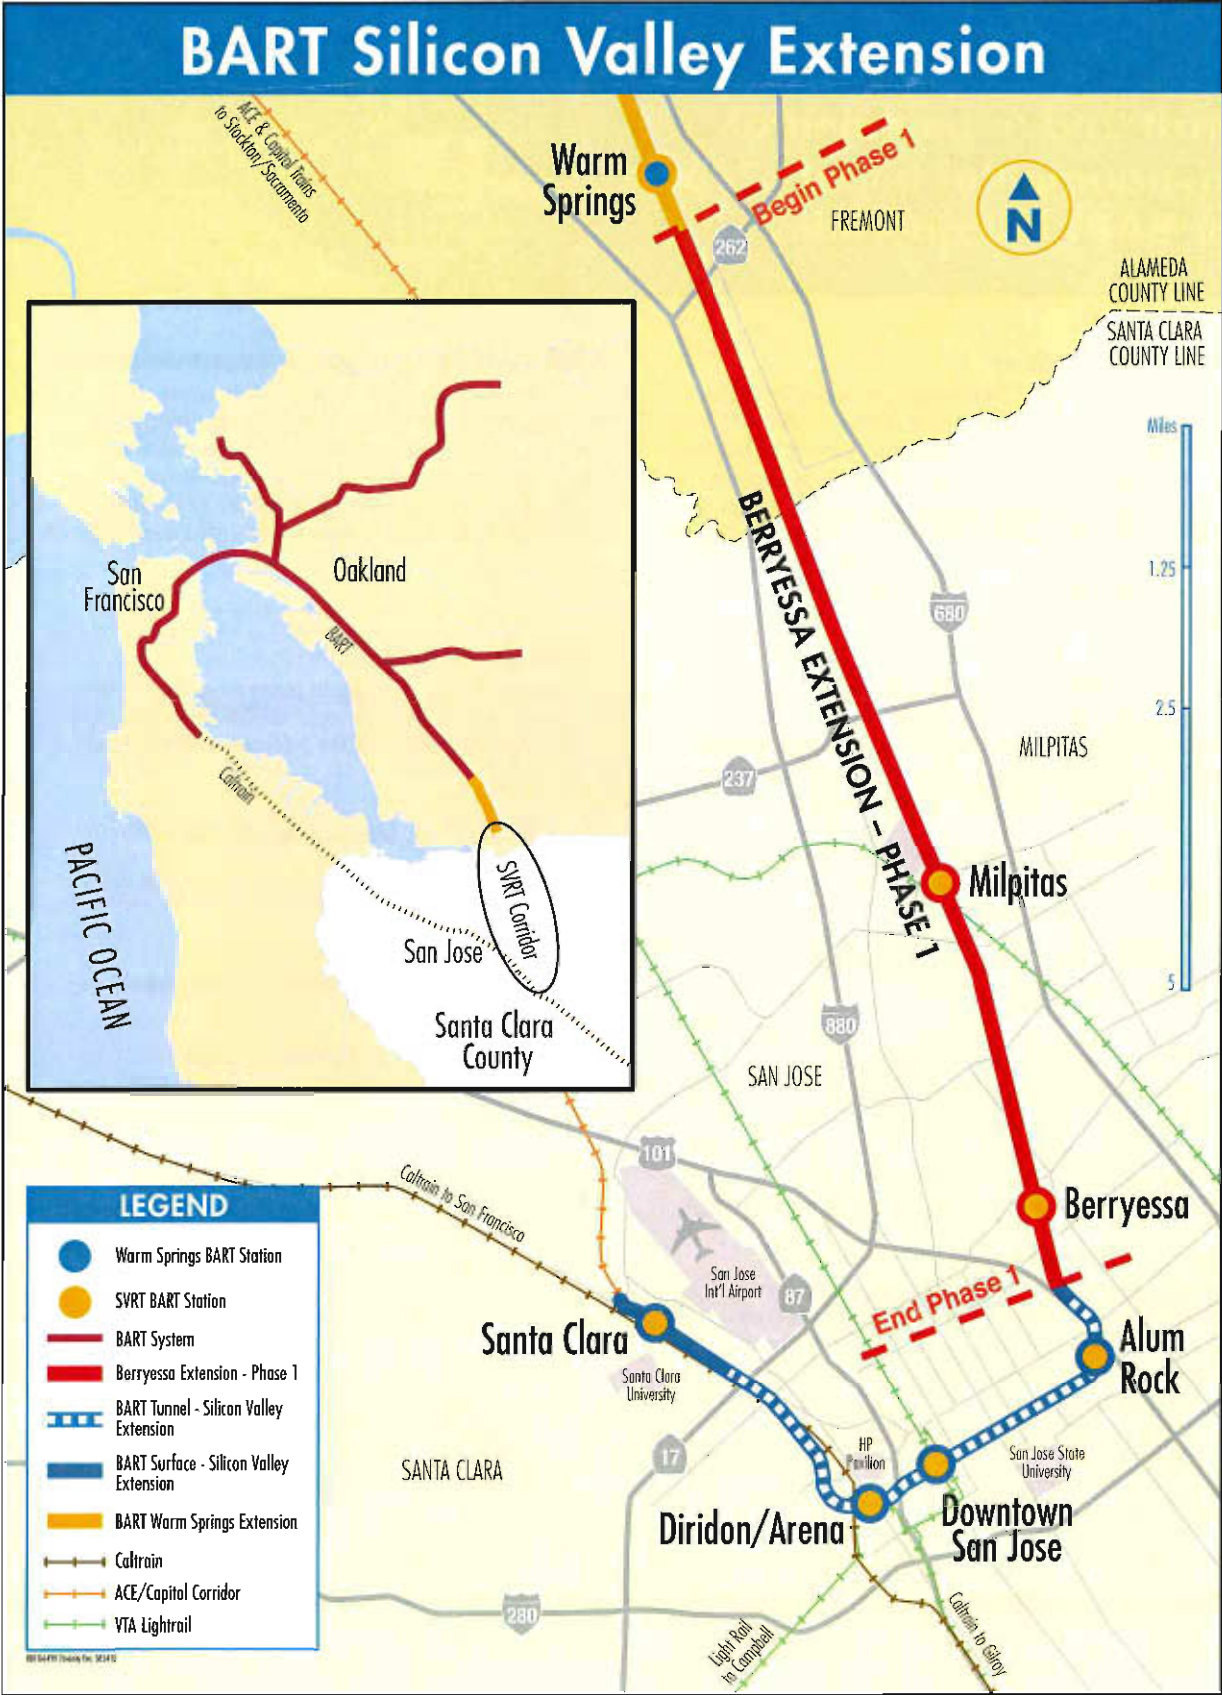 BART Silicon Valley Extension
ACE & Capitol Trains
to Stockton/Sacramento
Warm
Springs
Begin Phase 1
FREMONT
N
262
ALAMEDA
COUNTY LINE
SANTA CLARA
COUNTY LINE
Miles
1.25
2.5
5
BERRYESSA EXTENSION – PHASE 1
680
237
MILPITAS
Milpitas
880
SAN JOSE
San
Francisco
Oakland
BART
Caltrain
PACIFIC OCEAN
SVRT Corridor
San Jose
Santa Clara
County
101
Caltrain to San Francisco
Berryessa
San Jose
Int'l Airport
87
End Phase 1
Santa Clara
Santa Clara
University
Alum
Rock
17
HP
Pavilion
San Jose State
University
SANTA CLARA
Diridon/Arena
Downtown
San Jose
280
Light Rail
to Campbell
Caltrain to Gilroy
LEGEND
Warm Springs BART Station
SVRT BART Station
BART System
Berryessa Extension - Phase 1
BART Tunnel - Silicon Valley
Extension
BART Surface - Silicon Valley
Extension
BART Warm Springs Extension
Caltrain
ACE/Capitol Corridor
VTA Lightrail